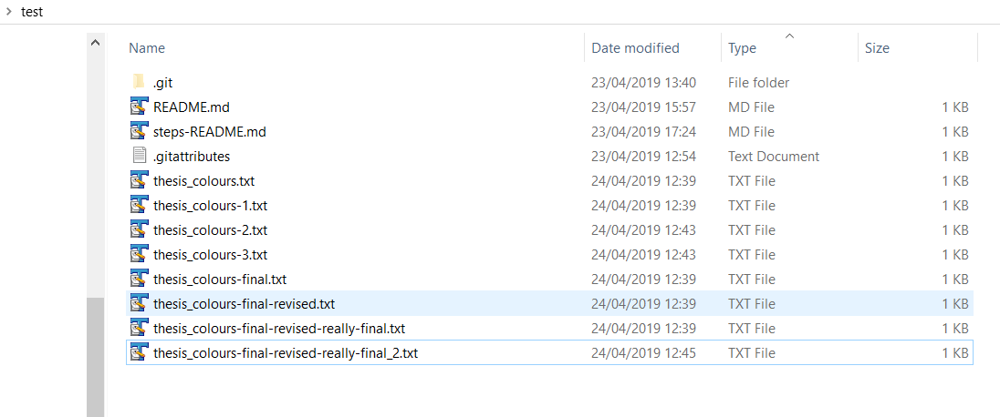 test
Name Date modified Type Size
.git 23/04/2019 13:40 File folder
README.md 23/04/2019 15:57 MD File 1 KB
steps-README.md 23/04/2019 17:24 MD File 1 KB
.gitattributes 23/04/2019 12:54 Text Document 1 KB
thesis_colours.txt 24/04/2019 12:39 TXT File 1 KB
thesis_colours-1.txt 24/04/2019 12:39 TXT File 1 KB
thesis_colours-2.txt 24/04/2019 12:43 TXT File 1 KB
thesis_colours-3.txt 24/04/2019 12:43 TXT File 1 KB
thesis_colours-final.txt 24/04/2019 12:39 TXT File 1 KB
thesis_colours-final-revised.txt 24/04/2019 12:39 TXT File 1 KB
thesis_colours-final-revised-really-final.txt 24/04/2019 12:39 TXT File 1 KB
thesis_colours-final-revised-really-final_2.txt 24/04/2019 12:45 TXT File 1 KB